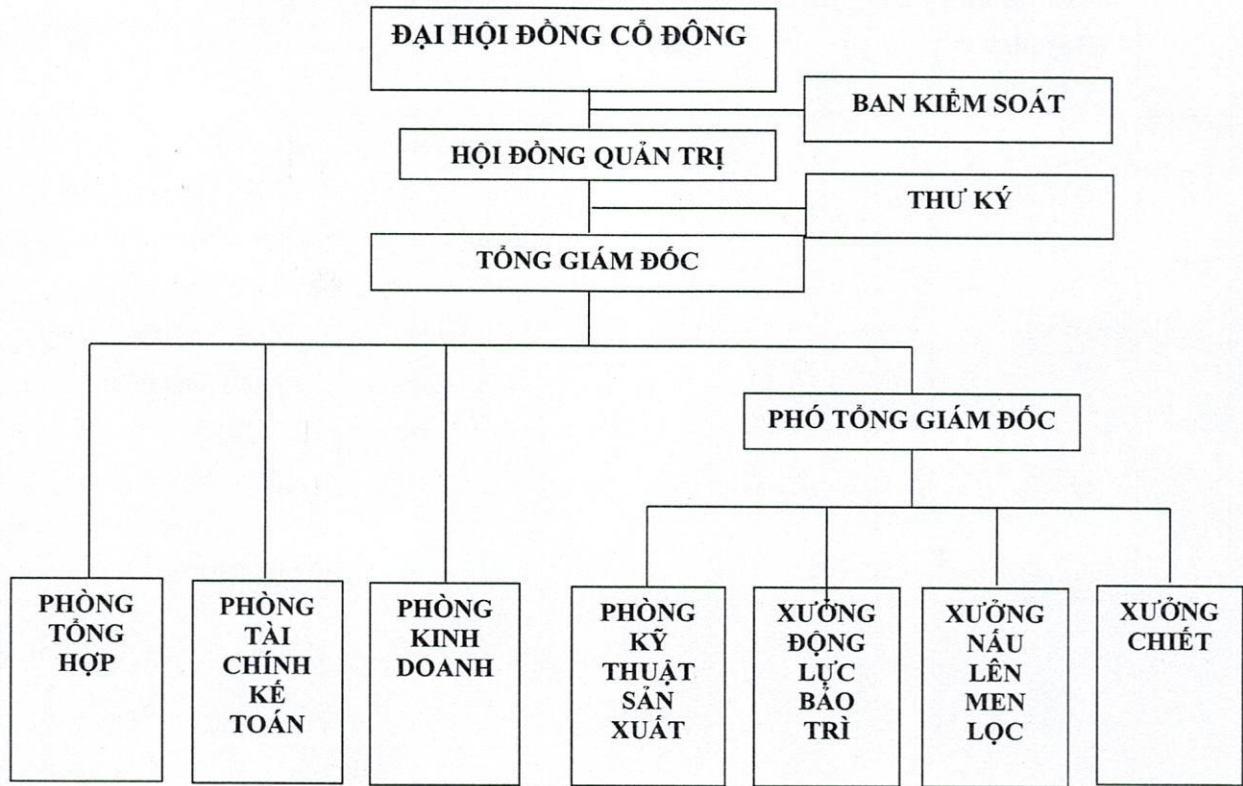 ĐẠI HỘI ĐỒNG CỔ ĐÔNG
BAN KIỂM SOÁT
HỘI ĐỒNG QUẢN TRỊ
THƯ KÝ
TỔNG GIÁM ĐỐC
PHÓ TỔNG GIÁM ĐỐC
PHÒNG
TỔNG
HỢP
PHÒNG
TÀI
CHÍNH
KẾ
TOÁN
PHÒNG
KINH
DOANH
PHÒNG
KỸ
THUẬT
SẢN
XUẤT
XƯỞNG
ĐỘNG
LỰC
BẢO
TRÌ
XƯỞNG
NẤU
LÊN
MEN
LỌC
XƯỞNG
CHIẾT